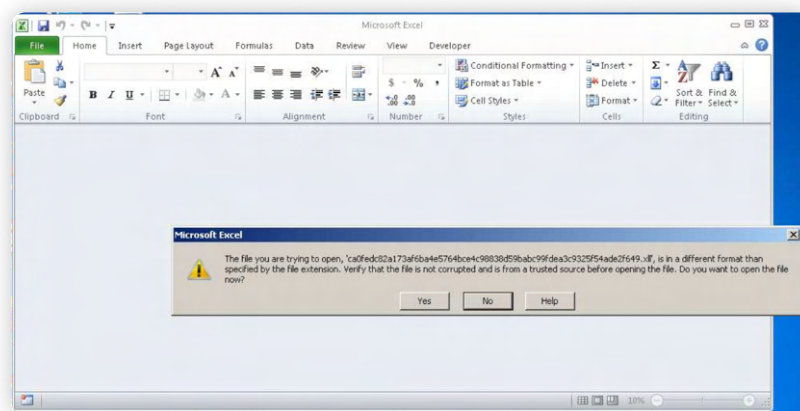 Microsoft Excel
File Home Insert Page Layout Formulas Data Review View Developer
Paste
B I U A A A
$ % ,
Conditional Formatting
Format as Table
Cell Styles
Insert
Delete
Format
Σ
Sort & Filter
Find & Select
Clipboard Font Alignment Number Styles Cells Editing
Microsoft Excel
The file you are trying to open, 'ca0fedc82a173af6ba4e5764bce4c98838d59babc99fdea3c9325f54ade2f649.xll', is in a different format than
specified by the file extension. Verify that the file is not corrupted and is from a trusted source before opening the file. Do you want to open the file
now?
Yes No Help
10%